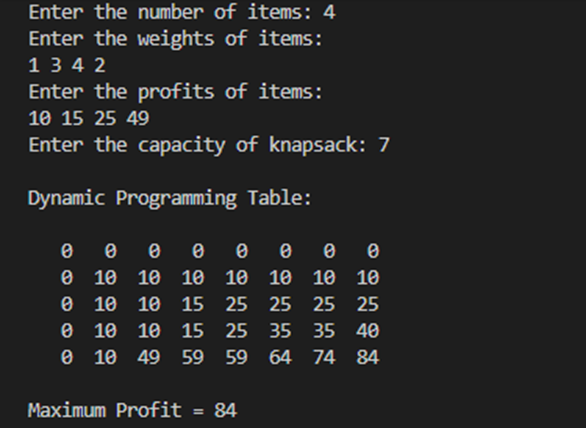 Enter the number of items: 4
Enter the weights of items:
1 3 4 2
Enter the profits of items:
10 15 25 49
Enter the capacity of knapsack: 7
Dynamic Programming Table:
0 0 0 0 0 0 0 0
0 10 10 10 10 10 10 10
0 10 10 15 25 25 25 25
0 10 10 15 25 35 35 40
0 10 49 59 59 64 74 84
Maximum Profit = 84